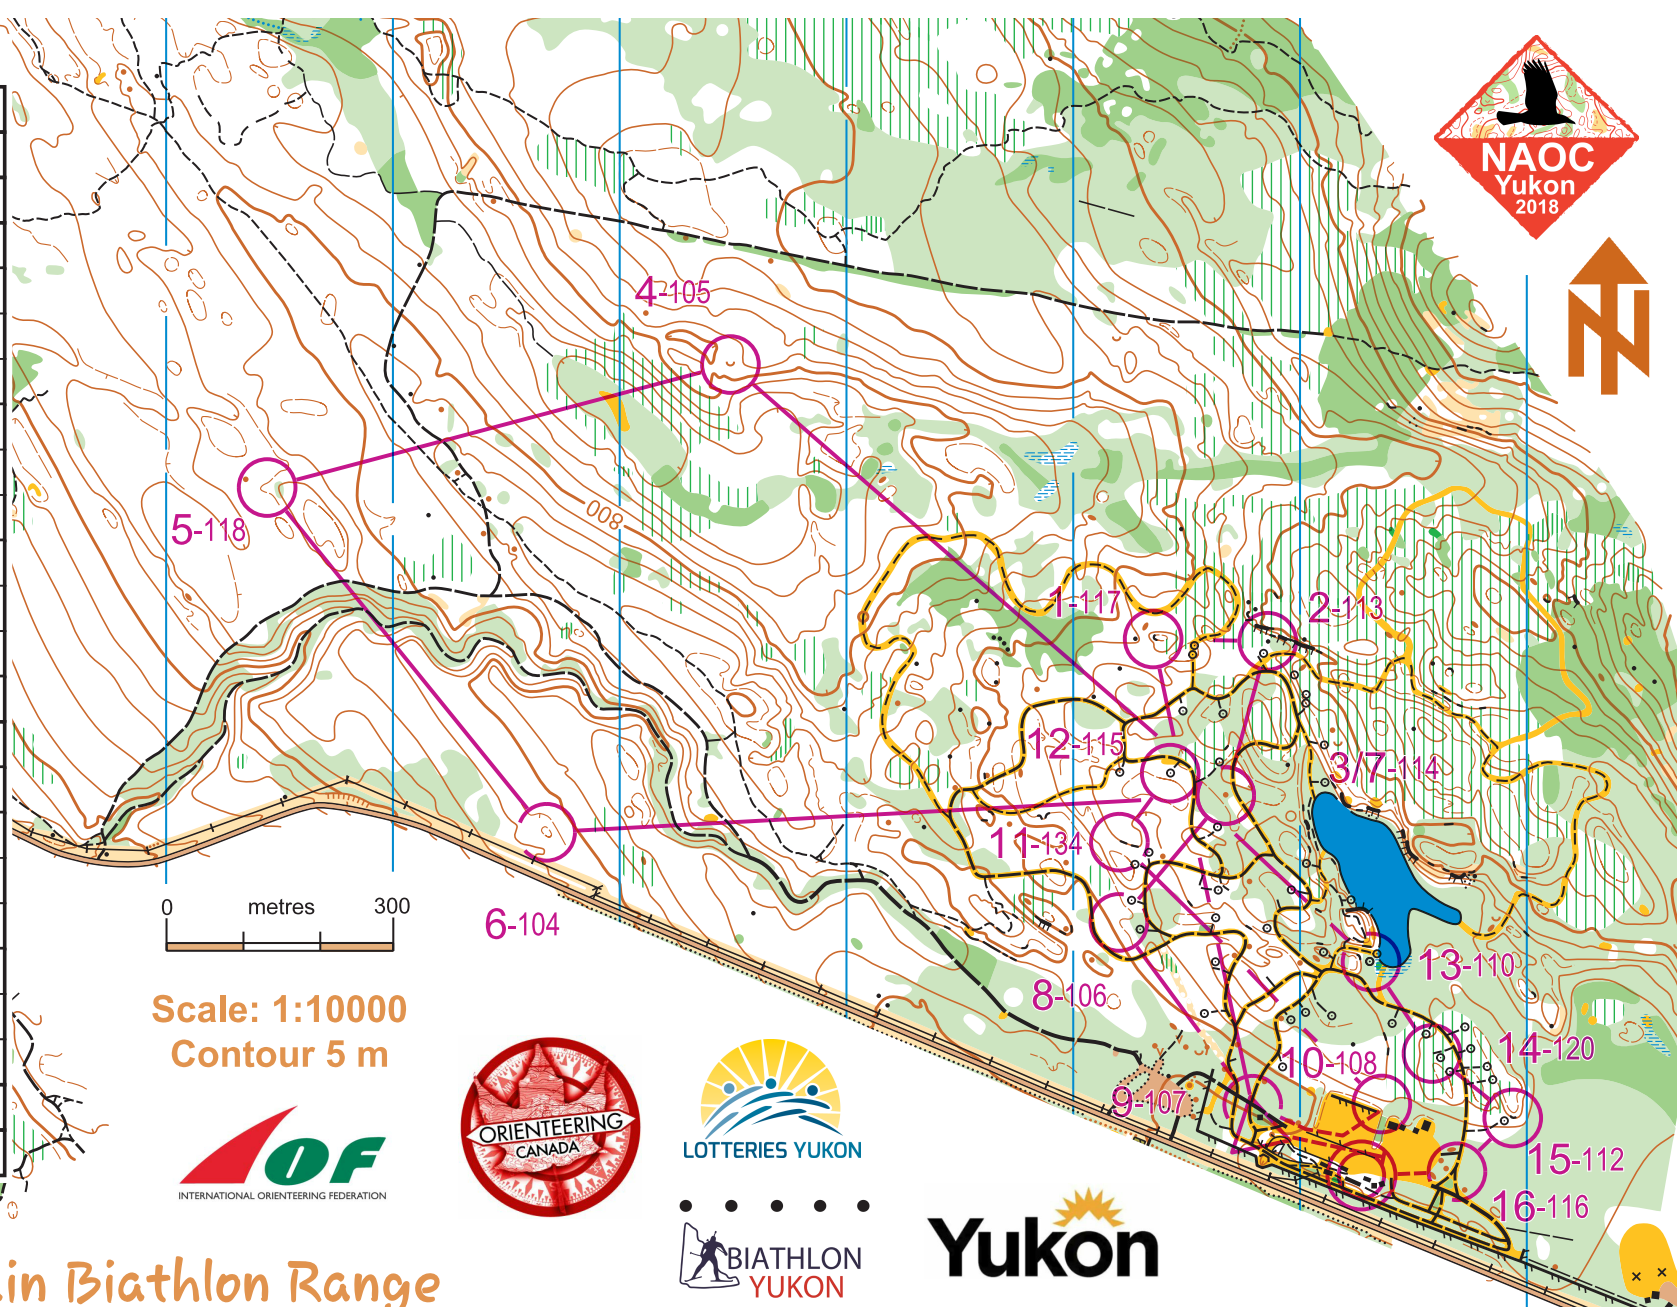 NAOC
Yukon
2018
N
4-105
5-118
800
1-117
2-113
12-115
3/7-114
11-134
6-104
0 metres 300
13-110
8-106
Scale: 1:10000
Contour 5 m
14-120
10-108
9-107
ORIENTEERING
CANADA
LOTTERIES YUKON
15-112
16-116
IOF
INTERNATIONAL ORIENTEERING FEDERATION
BIATHLON
YUKON
Yukon
in Biathlon Range